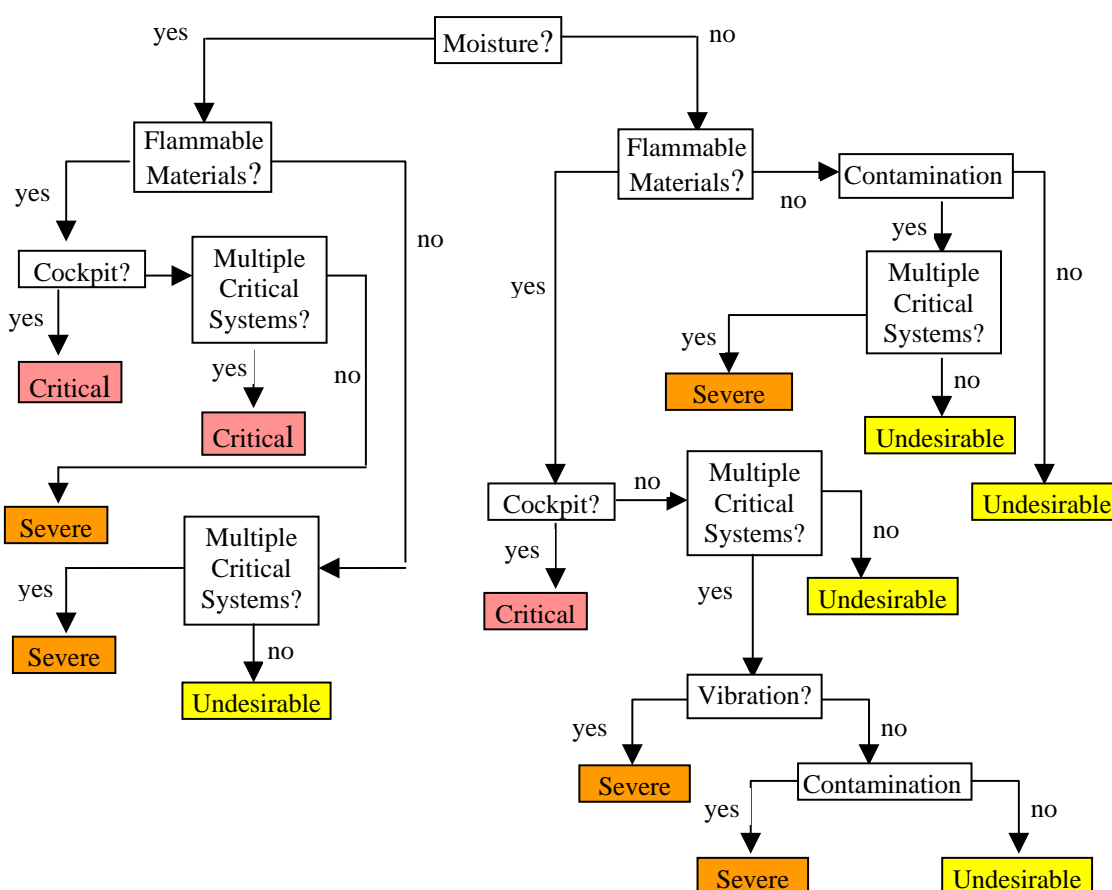 yes
Moisture?
no
Flammable
Materials?
yes
no
Cockpit?
Multiple
Critical
Systems?
yes
Critical
yes
Critical
no
Severe
Multiple
Critical
Systems?
yes
Severe
no
Undesirable
Flammable
Materials?
no
Contamination
yes
yes
Multiple
Critical
Systems?
no
yes
Severe
no
Undesirable
Undesirable
Cockpit?
no
Multiple
Critical
Systems?
no
yes
Critical
Undesirable
yes
Vibration?
yes
Severe
no
Contamination
yes
Severe
no
Undesirable